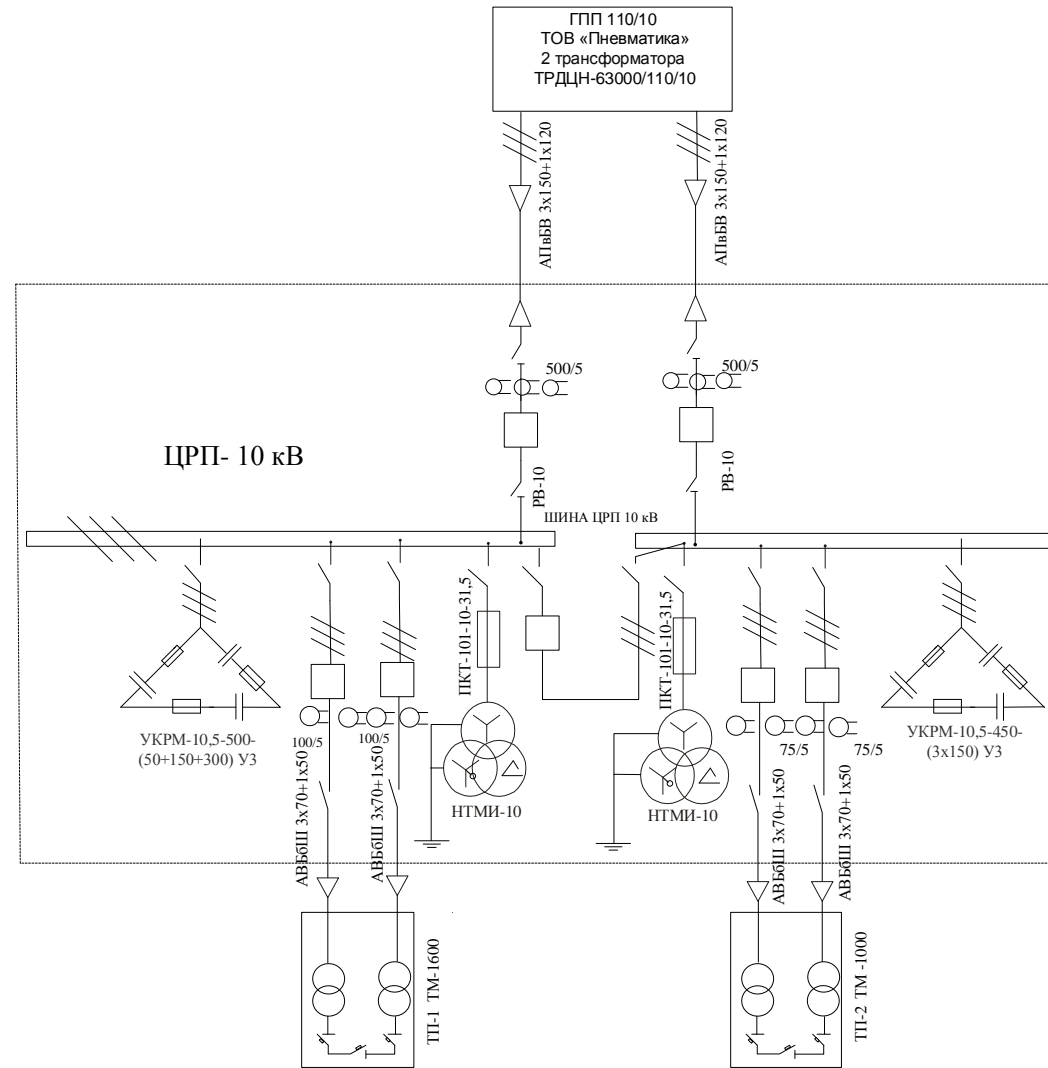 ГПП 110/10
ТОВ «Пневматика»
2 трансформатора
ТРДЦН-63000/110/10
АПвБВ 3х150+1х120
АПвБВ 3х150+1х120
500/5
500/5
ЦРП- 10 кВ
РВ-10
РВ-10
ШИНА ЦРП 10 кВ
ПКТ-101-10-31,5
ПКТ-101-10-31,5
УКРМ-10,5-500-
(50+150+300) У3
100/5
100/5
НТМИ-10
НТМИ-10
75/5
75/5
УКРМ-10,5-450-
(3х150) У3
АВБбШ 3х70+1х50
АВБбШ 3х70+1х50
АВБбШ 3х70+1х50
АВБбШ 3х70+1х50
ТП-1 ТМ-1600
ТП-2 ТМ -1000